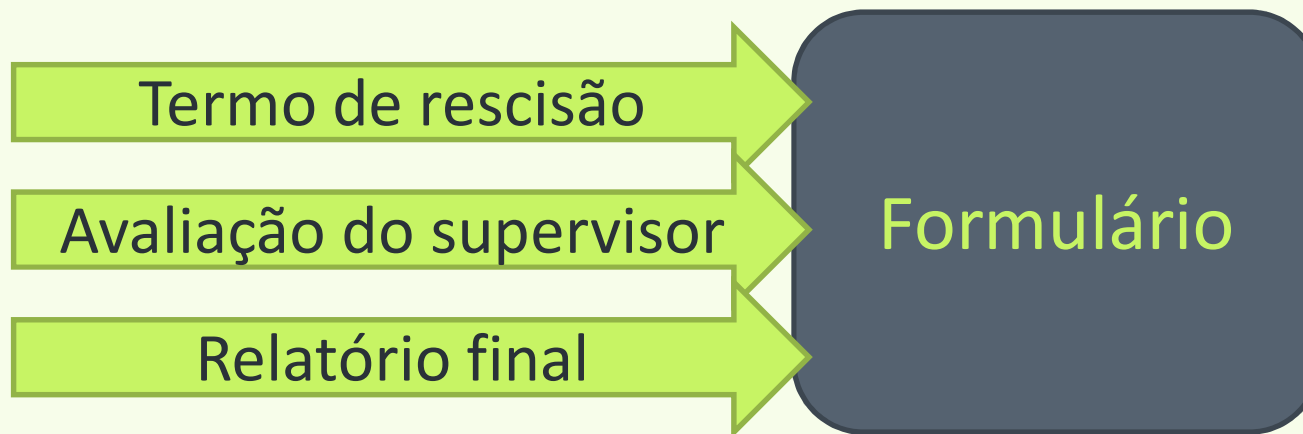 Termo de rescisão
Avaliação do supervisor
Formulário
Relatório final